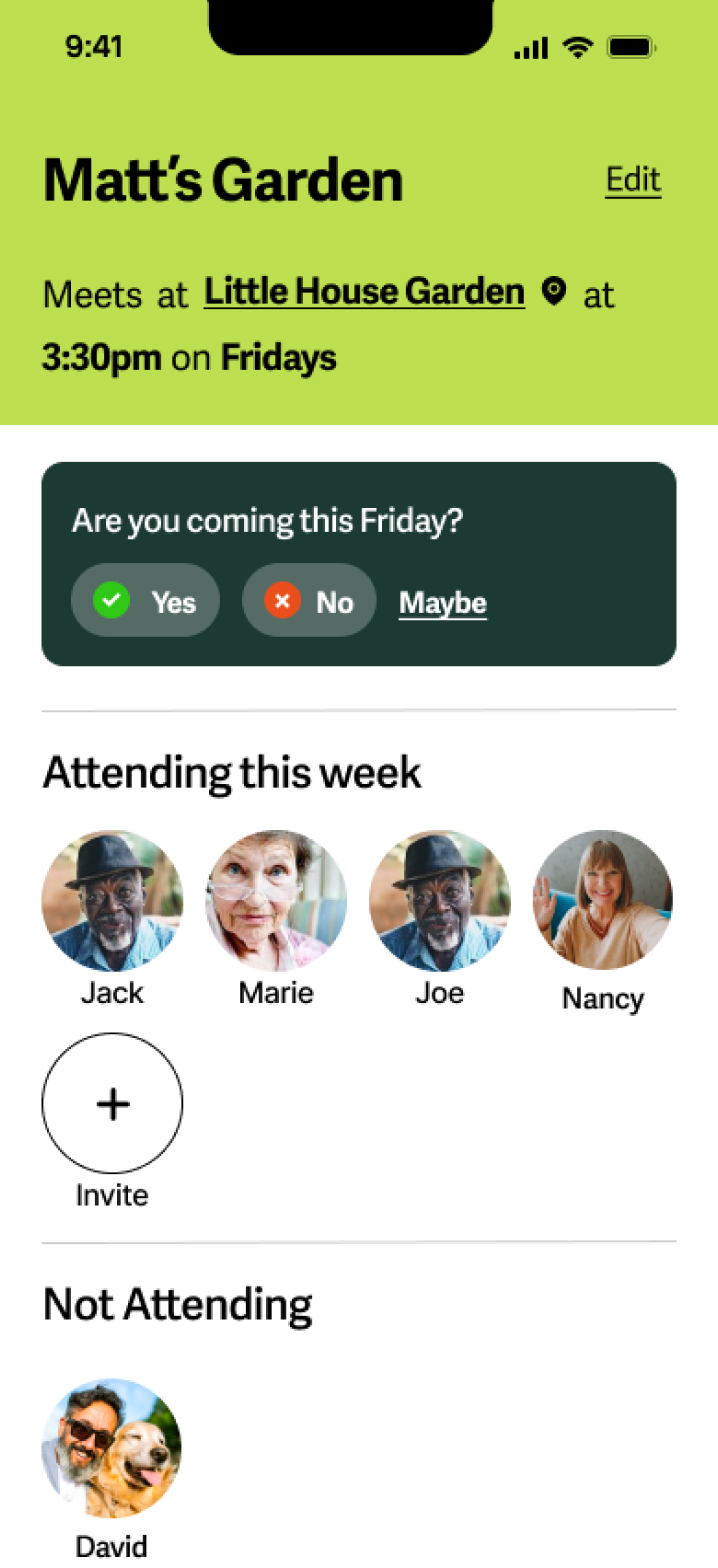 9:41
Matt’s Garden
Edit
Meets at Little House Garden at
3:30pm on Fridays
Are you coming this Friday?
Yes No Maybe
Attending this week
Jack Marie Joe Nancy
Invite
Not Attending
David